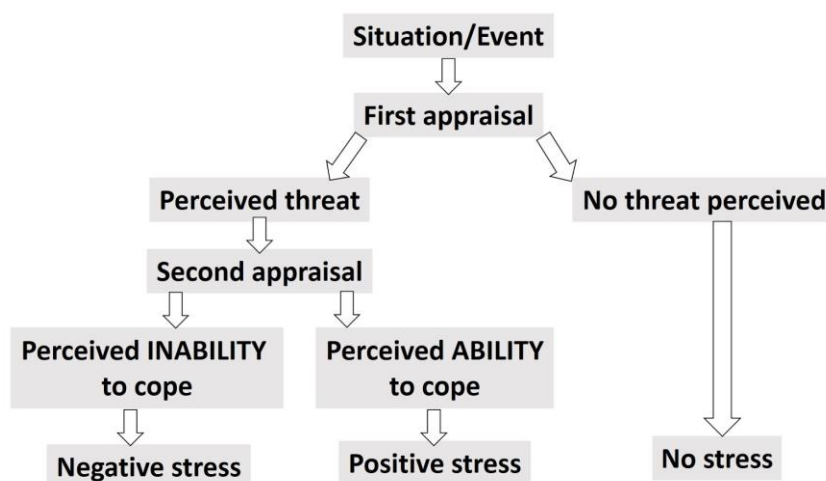 Situation/Event
First appraisal
Perceived threat
No threat perceived
Second appraisal
Perceived INABILITY
to cope
Perceived ABILITY
to cope
Negative stress
Positive stress
No stress